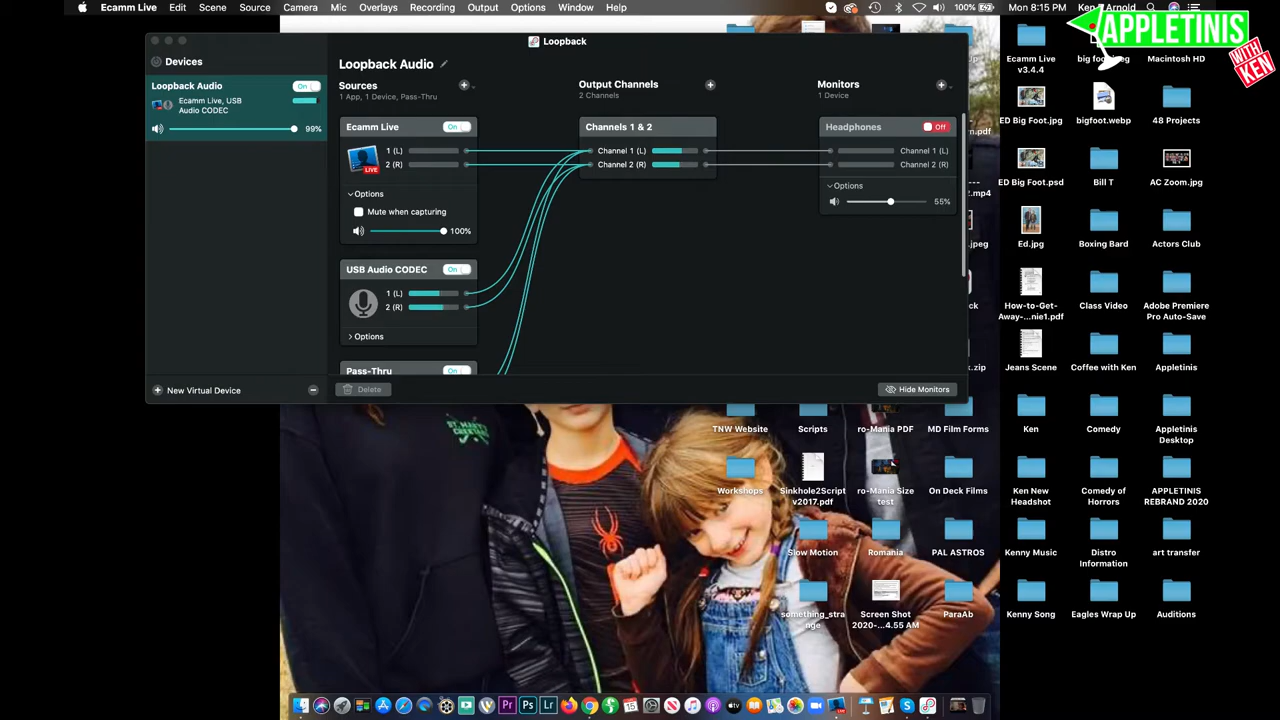 Ecamm Live Edit Source Camera Mic Overlays Recording Output Options Window Help
100% Mon 8:15 PM
APPLETINIS
WITH
KEN
Loopback
Devices
Loopback Audio
On
Ecamm Live, USB
Audio CODEC
99%
New Virtual Device
Loopback Audio
Sources
1 App, 1 Device, Pass-Thru
Output Channels
2 Channels
Monitors
1 Device
Ecamm Live On
1 (L)
2 (R)
LIVE
Options
Mute when capturing
100%
USB Audio CODEC On
1 (L)
2 (R)
Options
Pass-Thru On
Channels 1 & 2
Channel 1 (L)
Channel 2 (R)
Headphones Off
Channel 1 (L)
Channel 2 (R)
Options
55%
Delete
Hide Monitors
Ecamm Live
v3.4.4
Macintosh HD
ED Big Foot.jpg
bigfoot.webp
48 Projects
ED Big Foot.psd
Bill T
AC Zoom.jpg
Ed.jpg
Boxing Bard
Actors Club
How-to-Get-
Away-...nie1.pdf
Class Video
Adobe Premiere
Pro Auto-Save
Jeans Scene
Coffee with Ken
Appletinis
TNW Website
Scripts
ro-Mania PDF
MD Film Forms
Ken
Comedy
Appletinis
Desktop
Workshops
Sinkhole2Script
v2017.pdf
ro-Mania Size
test
On Deck Films
Ken New
Headshot
Comedy of
Horrors
APPLETINIS
REBRAND 2020
Slow Motion
Romania
PAL ASTROS
Kenny Music
Distro
Information
art transfer
something_stra
nge
Screen Shot
2020-...4.55 AM
ParaAb
Kenny Song
Eagles Wrap Up
Auditions